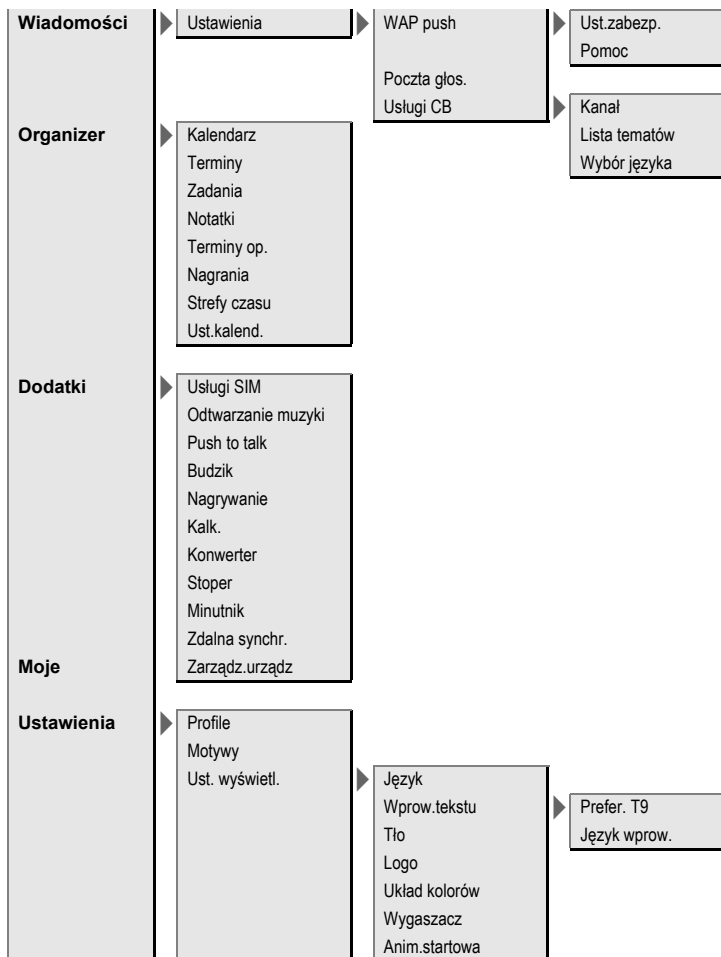 Wiadomości
Ustawienia
WAP push
Ust.zabezp.
Pomoc
Poczta głos.
Usługi CB
Kanał
Lista tematów
Wybór języka
Organizer
Kalendarz
Terminy
Zadania
Notatki
Terminy op.
Nagrania
Strefy czasu
Ust.kalend.
Dodatki
Usługi SIM
Odtwarzanie muzyki
Push to talk
Budzik
Nagrywanie
Kalk.
Konwerter
Stoper
Minutnik
Zdalna synchr.
Zarządz.urządz
Moje
Ustawienia
Profile
Motywy
Ust. wyświetl.
Język
Wprow.tekstu
Prefer. T9
Język wprow.
Tło
Logo
Układ kolorów
Wygaszacz
Anim.startowa